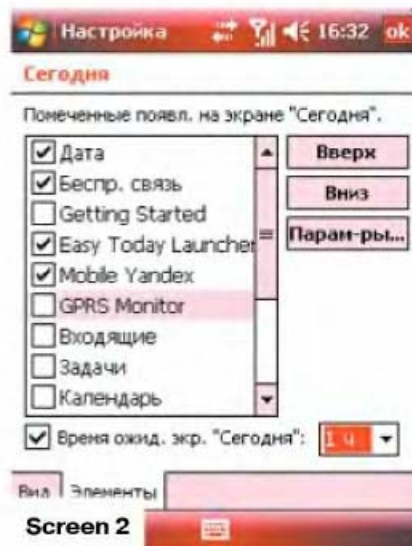 Настройка 16:32 ok
Сегодня
Помеченные появл. на экране "Сегодня".
Дата
Беспр. связь
Getting Started
Easy Today Launcher
Mobile Yandex
GPRS Monitor
Входящие
Задачи
Календарь
Вверх
Вниз
Парам-ры...
Время ожид. экр. "Сегодня": 1 ч
Вид Элементы
Screen 2